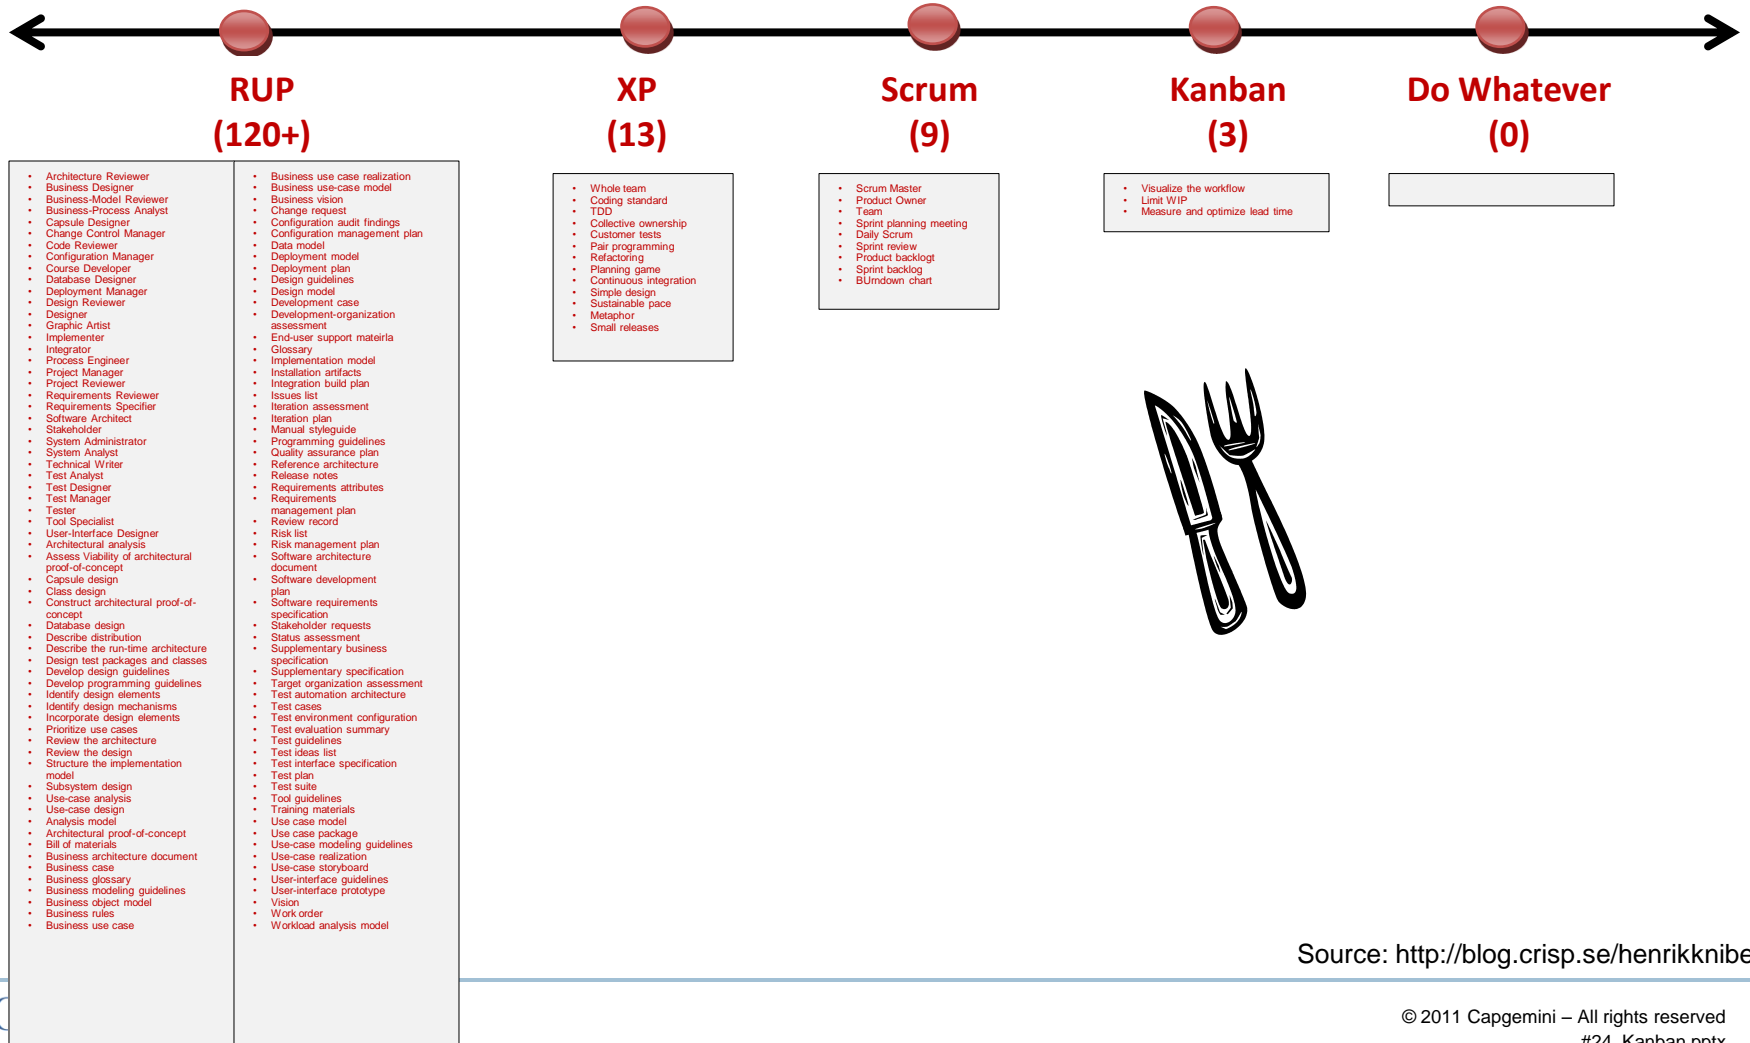 RUP
(120+)
XP
(13)
Scrum
(9)
Kanban
(3)
Do Whatever
(0)
• Architecture Reviewer
• Business Designer
• Business-Model Reviewer
• Business-Process Analyst
• Capsule Designer
• Change Control Manager
• Code Reviewer
• Configuration Manager
• Course Developer
• Database Designer
• Deployment Manager
• Design Reviewer
• Designer
• Graphic Artist
• Implementer
• Integrator
• Process Engineer
• Project Manager
• Project Reviewer
• Requirements Reviewer
• Requirements Specifier
• Software Architect
• Stakeholder
• System Administrator
• System Analyst
• Technical Writer
• Test Analyst
• Test Designer
• Test Manager
• Tester
• Tool Specialist
• User-Interface Designer
• Architectural analysis
• Assess Viability of architectural
proof-of-concept
• Capsule design
• Class design
• Construct architectural proof-of-
concept
• Database design
• Describe distribution
• Describe the run-time architecture
• Design test packages and classes
• Develop design guidelines
• Develop programming guidelines
• Identify design elements
• Identify design mechanisms
• Incorporate design elements
• Prioritize use cases
• Review the architecture
• Review the design
• Structure the implementation
model
• Subsystem design
• Use-case analysis
• Use-case design
• Analysis model
• Architectural proof-of-concept
• Bill of materials
• Business architecture document
• Business case
• Business glossary
• Business modeling guidelines
• Business object model
• Business rules
• Business use case
• Business use case realization
• Business use-case model
• Business vision
• Change request
• Configuration audit findings
• Configuration management plan
• Data model
• Deployment model
• Deployment plan
• Design guidelines
• Design model
• Development case
• Development-organization
assessment
• End-user support mateirla
• Glossary
• Implementation model
• Installation artifacts
• Integration build plan
• Issues list
• Iteration assessment
• Iteration plan
• Manual styleguide
• Programming guidelines
• Quality assurance plan
• Reference architecture
• Release notes
• Requirements attributes
• Requirements
management plan
• Review record
• Risk list
• Risk management plan
• Software architecture
document
• Software development
plan
• Software requirements
specification
• Stakeholder requests
• Status assessment
• Supplementary business
specification
• Supplementary specification
• Target organization assessment
• Test automation architecture
• Test cases
• Test environment configuration
• Test evaluation summary
• Test guidelines
• Test ideas list
• Test interface specification
• Test plan
• Test suite
• Tool guidelines
• Training materials
• Use case model
• Use case package
• Use-case modeling guidelines
• Use-case realization
• Use-case storyboard
• User-interface guidelines
• User-interface prototype
• Vision
• Work order
• Workload analysis model
• Whole team
• Coding standard
• TDD
• Collective ownership
• Customer tests
• Pair programming
• Refactoring
• Planning game
• Continuous integration
• Simple design
• Sustainable pace
• Metaphor
• Small releases
• Scrum Master
• Product Owner
• Team
• Sprint planning meeting
• Daily Scrum
• Sprint review
• Product backlogt
• Sprint backlog
• BUrndown chart
• Visualize the workflow
• Limit WIP
• Measure and optimize lead time
Source: http://blog.crisp.se/henrikknibe
© 2011 Capgemini – All rights reserved
#24 Kanban.pptx